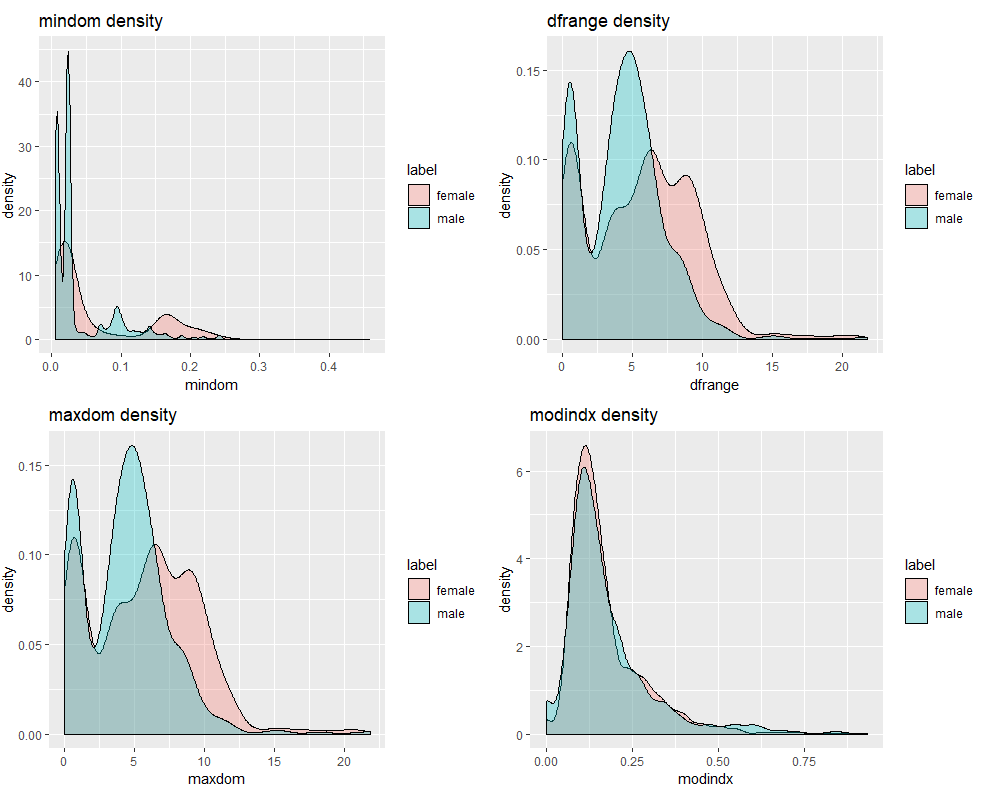 mindom density
density
40
30
20
10
0
0.0 0.1 0.2 0.3 0.4
mindom
label
female
male
dfrange density
density
0.15
0.10
0.05
0.00
0 5 10 15 20
dfrange
label
female
male
maxdom density
density
0.15
0.10
0.05
0.00
0 5 10 15 20
maxdom
label
female
male
modindx density
density
6
4
2
0
0.00 0.25 0.50 0.75
modindx
label
female
male